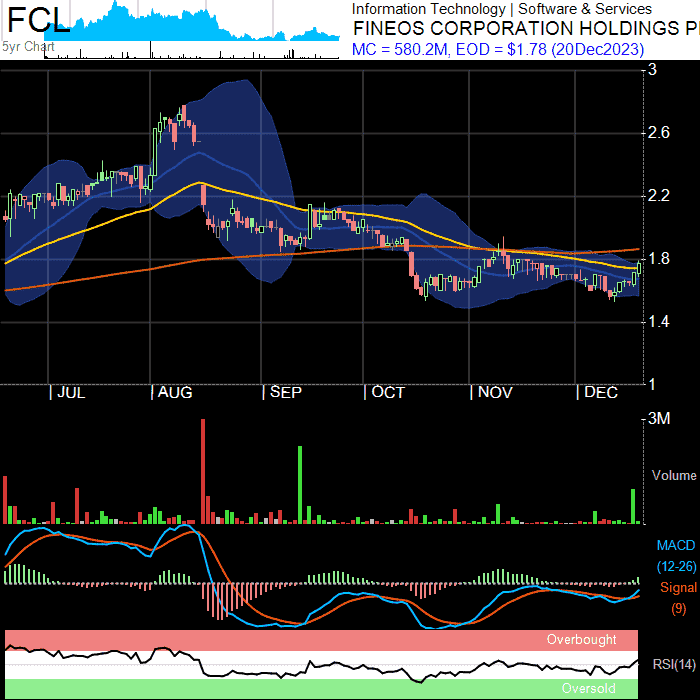 FCL
5yr Chart
Information Technology | Software & Services
FINEOS CORPORATION HOLDINGS P
MC = 580.2M, EOD = $1.78 (20Dec2023)
3
2.6
2.2
1.8
1.4
1
| JUL | AUG | SEP | OCT | NOV | DEC
3M
Volume
MACD
(12-26)
Signal
(9)
Overbought
RSI(14)
Oversold